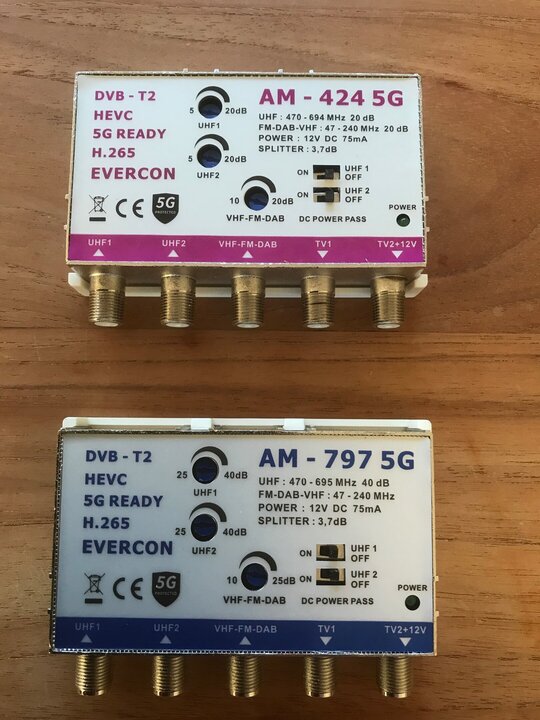 DVB - T2
HEVC
5G READY
H.265
EVERCON
5 20dB
UHF1
5 20dB
UHF2
10 20dB
VHF-FM-DAB
AM - 424 5G
UHF : 470 - 694 MHz 20 dB
FM-DAB-VHF : 47 - 240 MHz 20 dB
POWER : 12V DC 75mA
SPLITTER : 3,7dB
ON UHF 1
OFF
ON UHF 2
OFF
DC POWER PASS
POWER
CE
5G
PROTECTED
UHF1 UHF2 VHF-FM-DAB TV1 TV2+12V
DVB - T2
HEVC
5G READY
H.265
EVERCON
25 40dB
UHF1
25 40dB
UHF2
10 25dB
VHF-FM-DAB
AM - 797 5G
UHF : 470 - 695 MHz 40 dB
FM-DAB-VHF : 47 - 240 MHz
POWER : 12V DC 75mA
SPLITTER : 3,7dB
ON UHF 1
OFF
ON UHF 2
OFF
DC POWER PASS
POWER
CE
5G
PROTECTED
UHF1 UHF2 VHF-FM-DAB TV1 TV2+12V